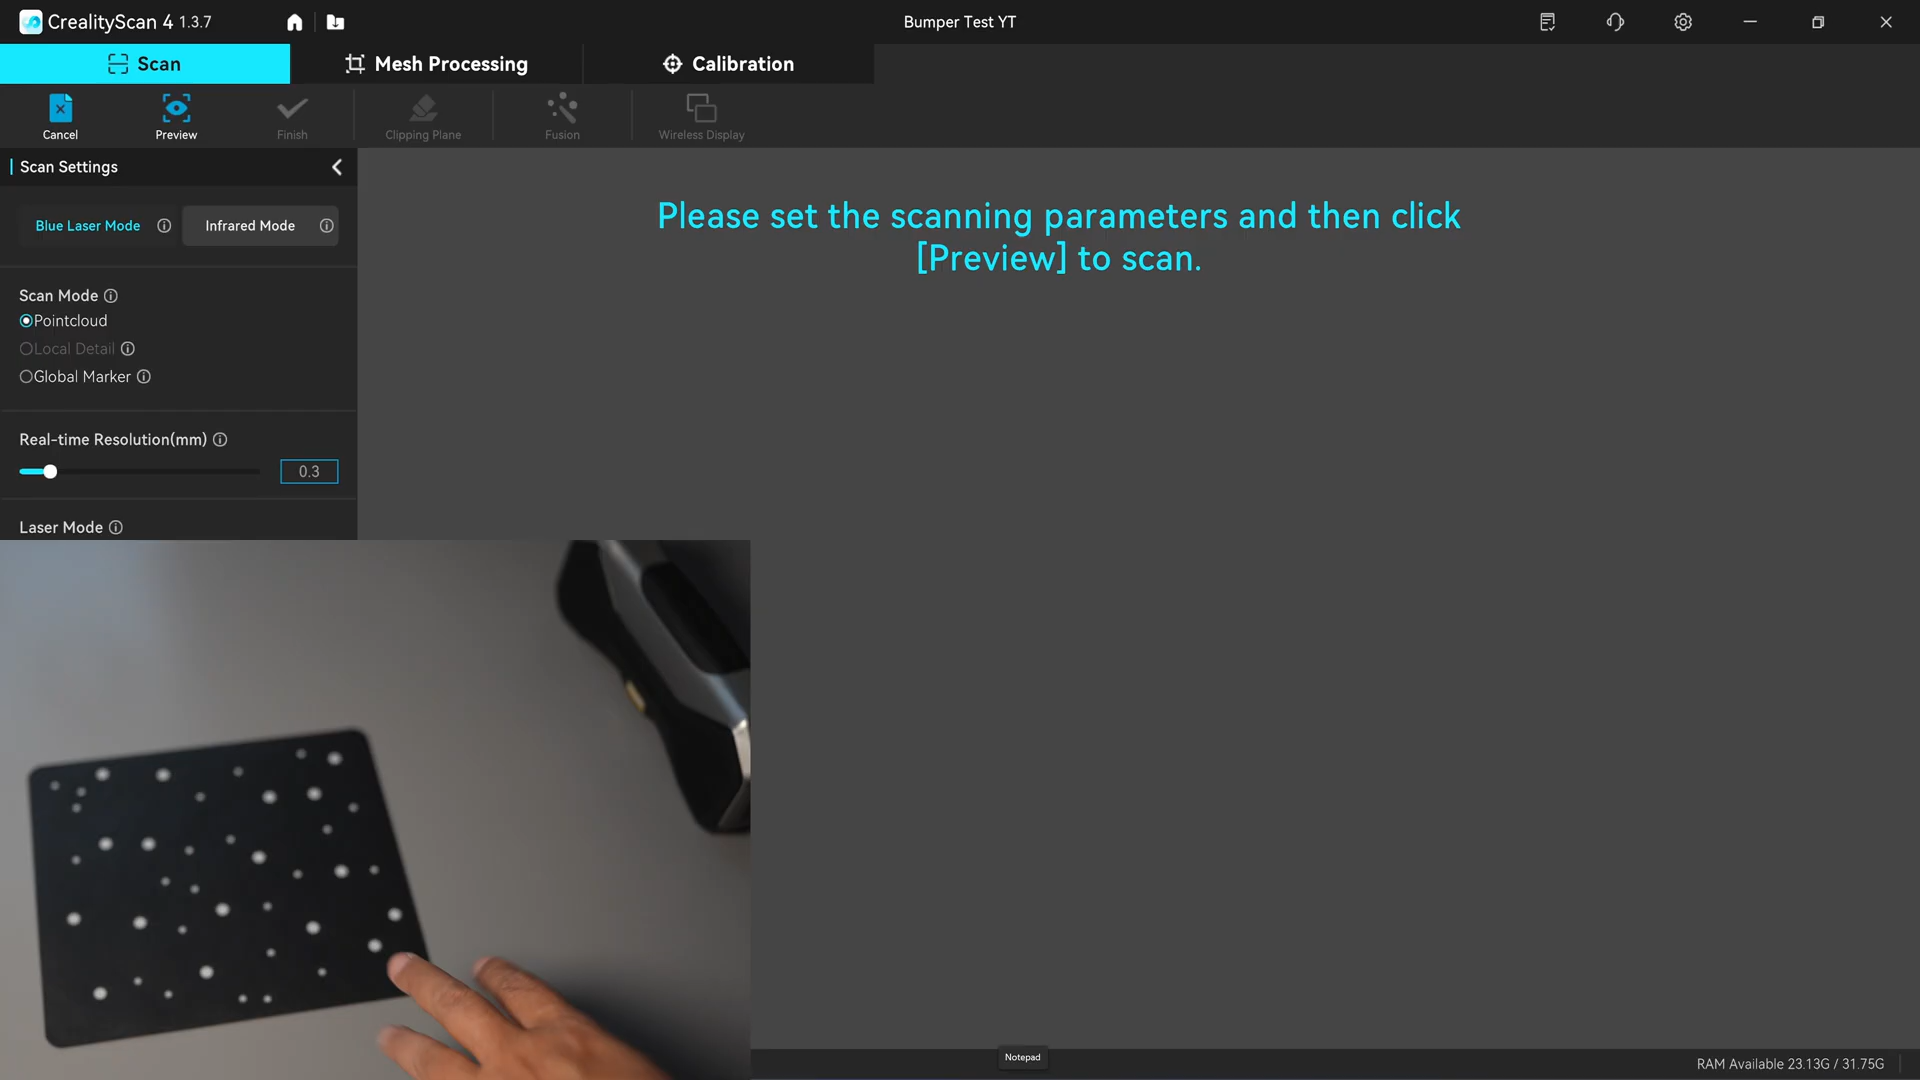 CrealityScan 4 1.3.7
Bumper Test YT
Scan
Mesh Processing
Calibration
Cancel
Preview
Finish
Clipping Plane
Fusion
Wireless Display
Scan Settings
Blue Laser Mode
Infrared Mode
Scan Mode
Pointcloud
Local Detail
Global Marker
Real-time Resolution(mm)
0.3
Laser Mode
Please set the scanning parameters and then click
[Preview] to scan.
Notepad
RAM Available 23.13G / 31.75G